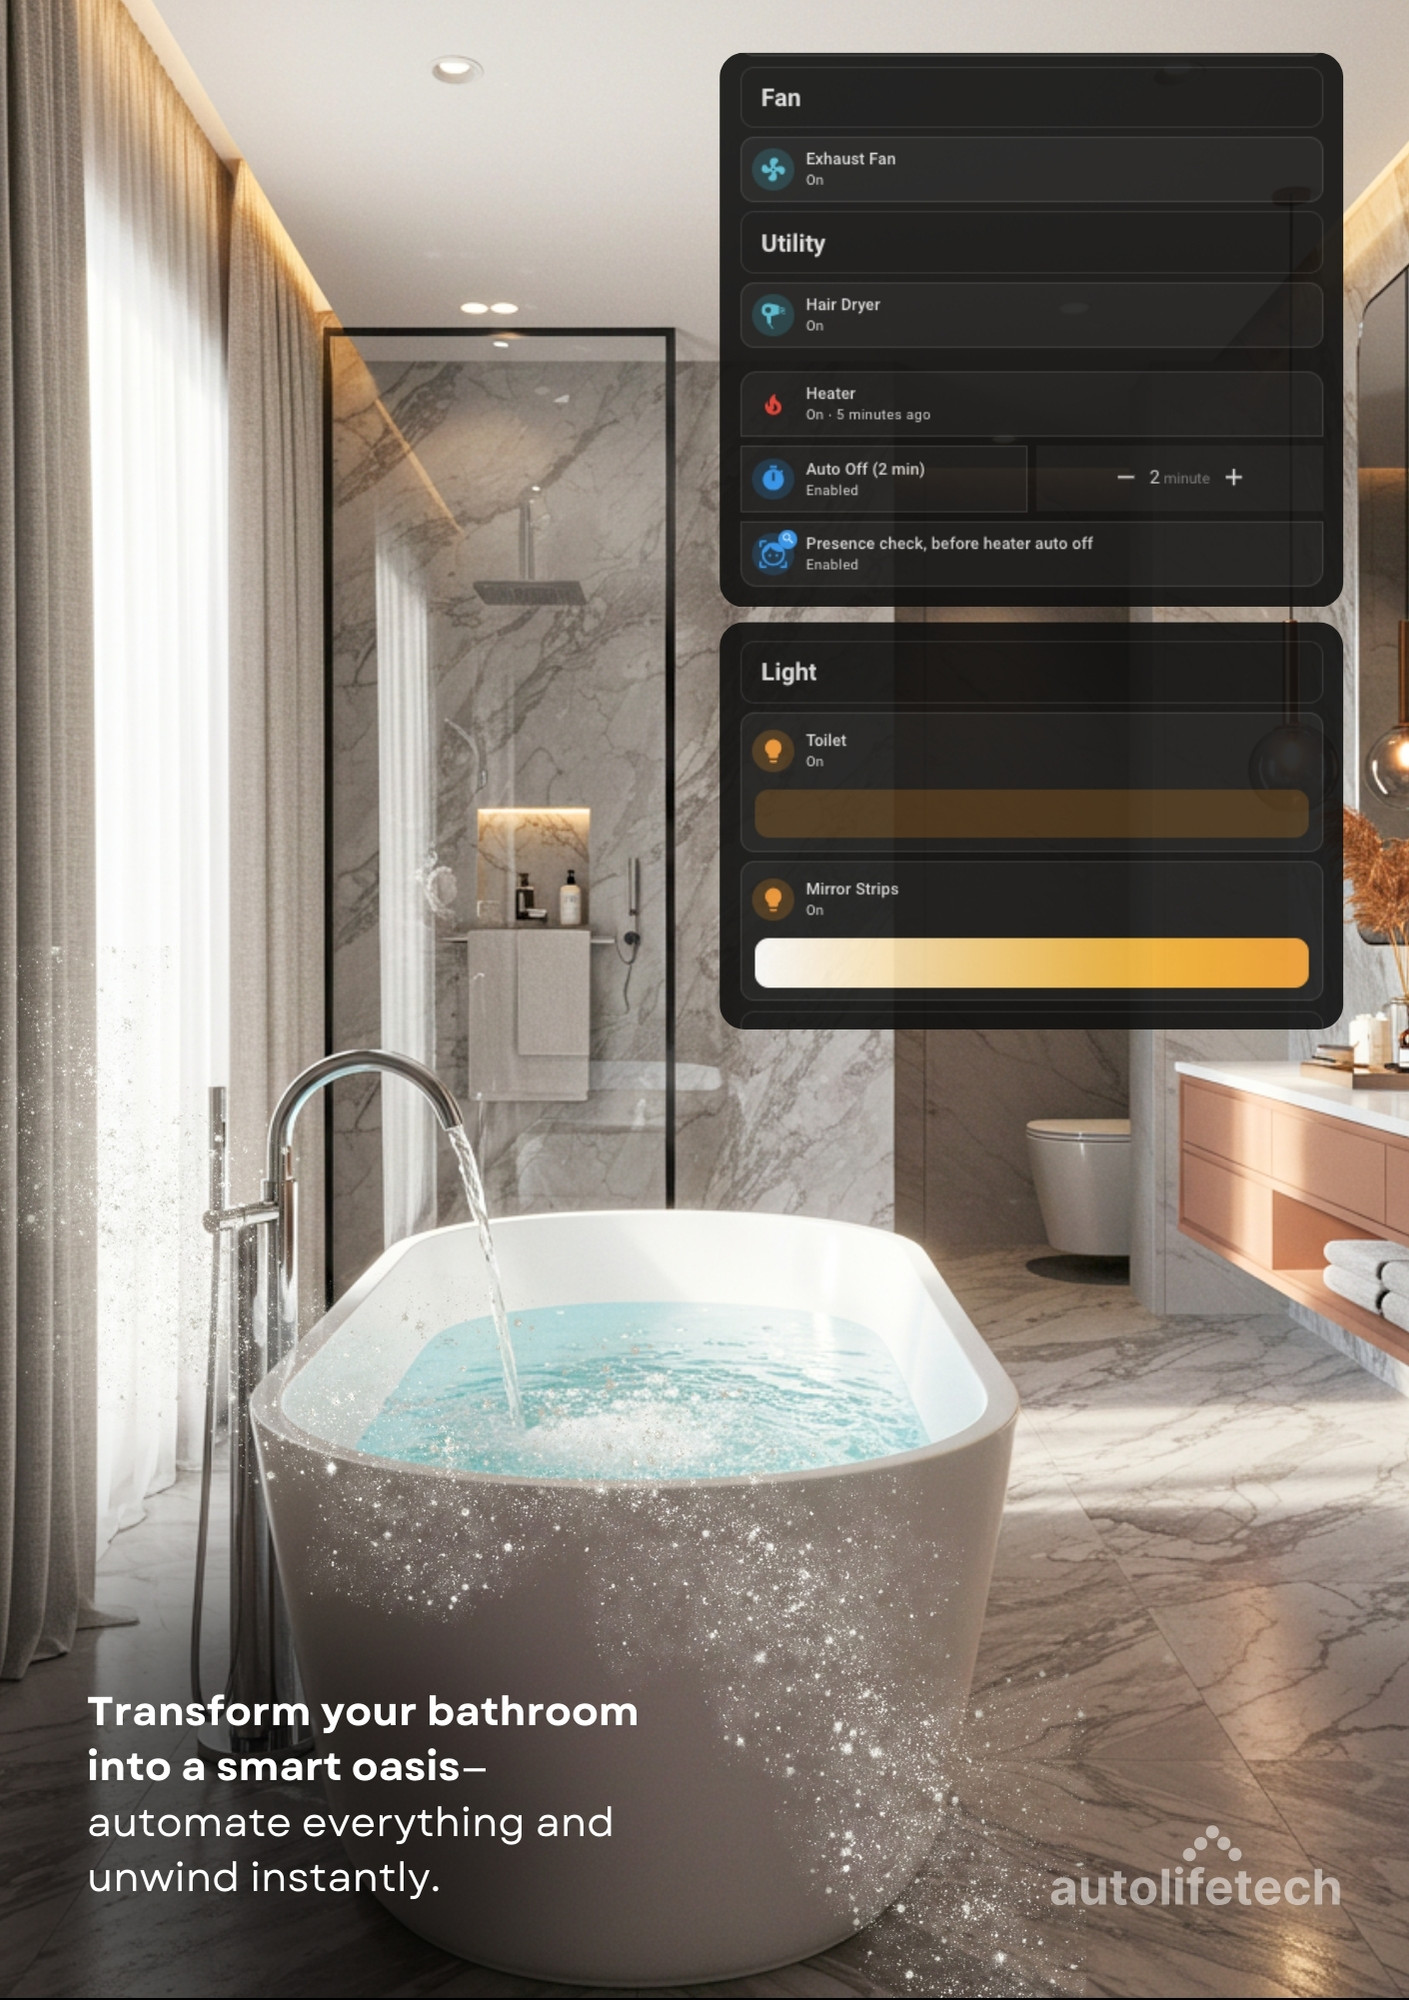 Fan
Exhaust Fan
On
Utility
Hair Dryer
On
Heater
On · 5 minutes ago
Auto Off (2 min)
Enabled
2 minute
Presence check, before heater auto off
Enabled
Light
Toilet
On
Mirror Strips
On
Transform your bathroom
into a smart oasis–
automate everything and
unwind instantly.
autolifetech